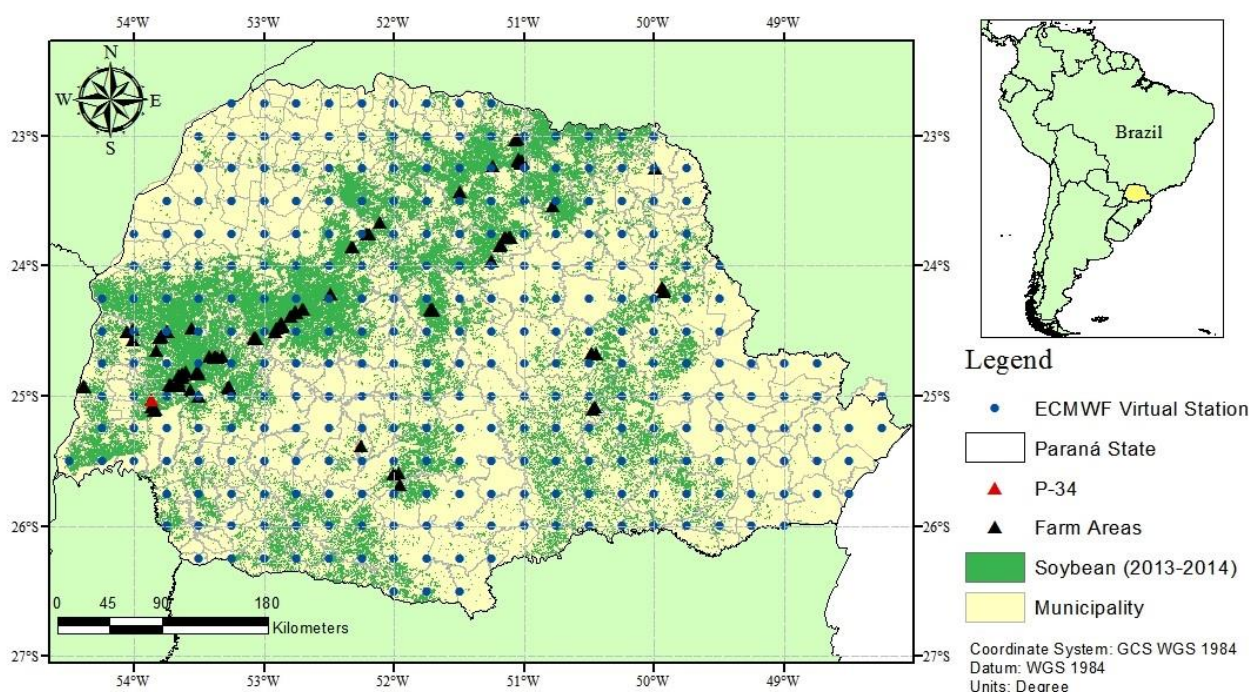 54°W 53°W 52°W 51°W 50°W 49°W
N
W E
S
23°S 23°S
24°S 24°S
25°S 25°S
26°S 26°S
27°S 27°S
0 45 90 180
Kilometers
54°W 53°W 52°W 51°W 50°W 49°W
Brazil
Legend
ECMWF Virtual Station
Paraná State
P-34
Farm Areas
Soybean (2013-2014)
Municipality
Coordinate System: GCS WGS 1984
Datum: WGS 1984
Units: Degree